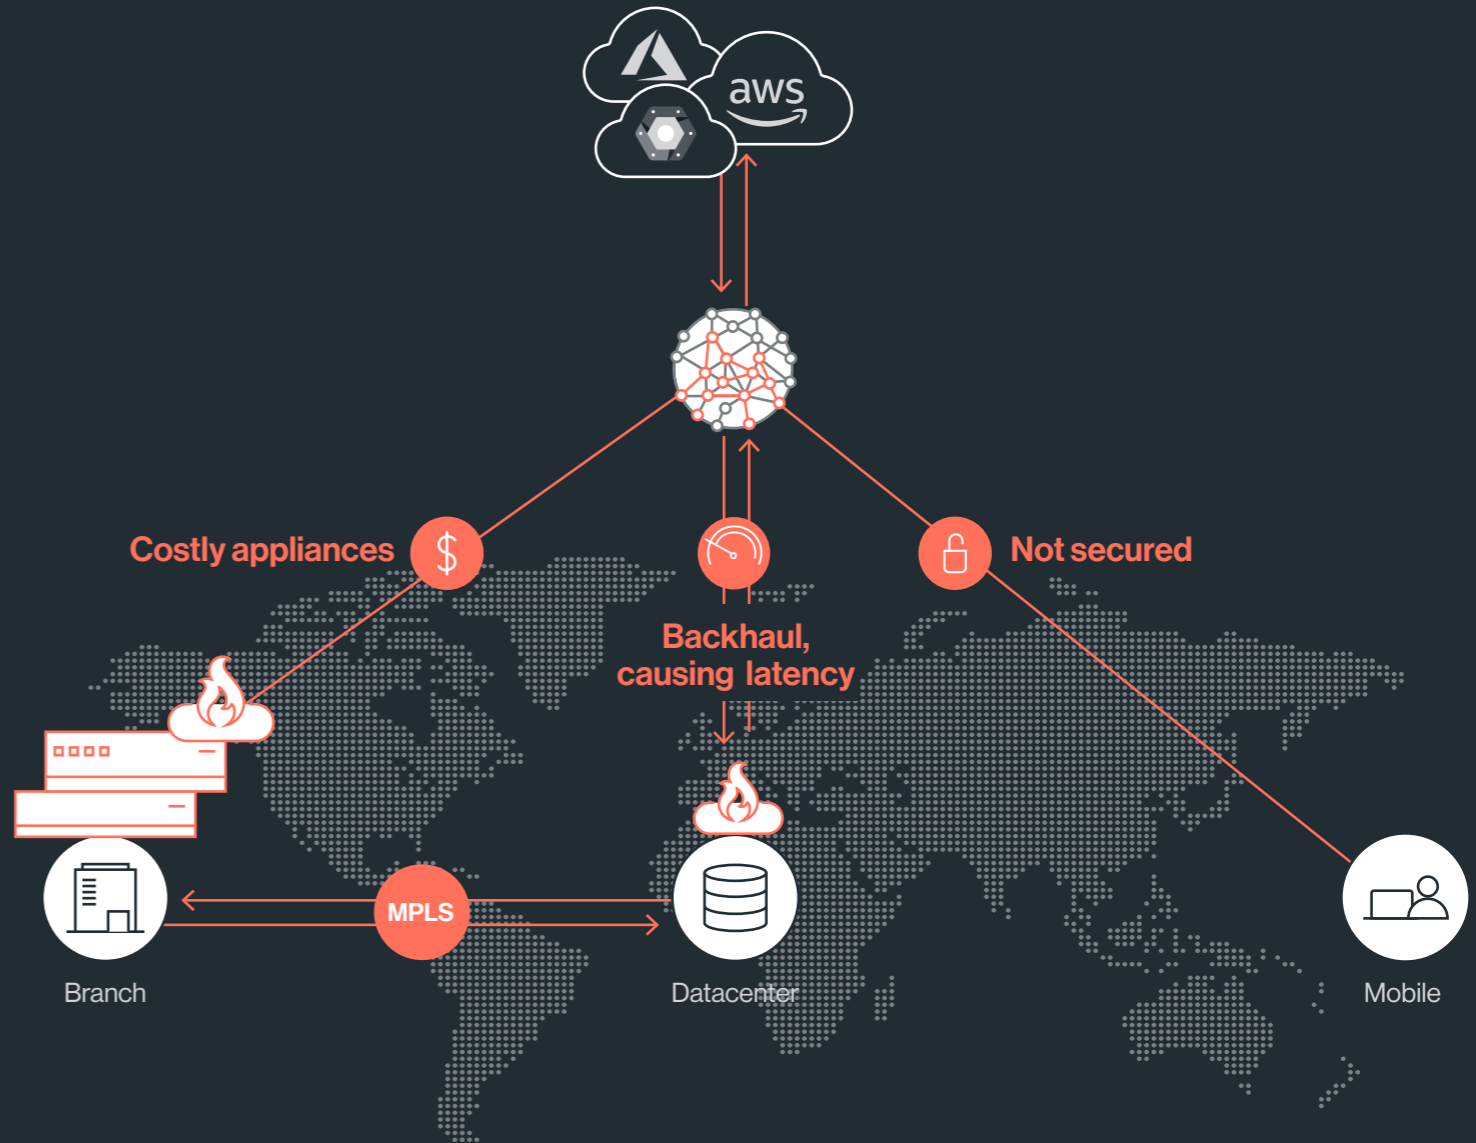 aws
Costly appliances
$
Not secured
Backhaul,
causing latency
MPLS
Branch
Datacenter
Mobile